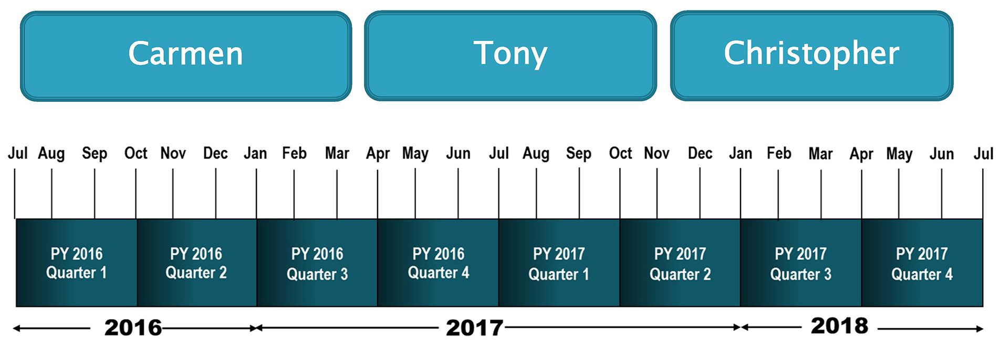 Carmen Tony Christopher
Jul Aug Sep Oct Nov Dec Jan Feb Mar Apr May Jun Jul Aug Sep Oct Nov Dec Jan Feb Mar Apr May Jun Jul
PY 2016
Quarter 1
PY 2016
Quarter 2
PY 2016
Quarter 3
PY 2016
Quarter 4
PY 2017
Quarter 1
PY 2017
Quarter 2
PY 2017
Quarter 3
PY 2017
Quarter 4
2016 2017 2018